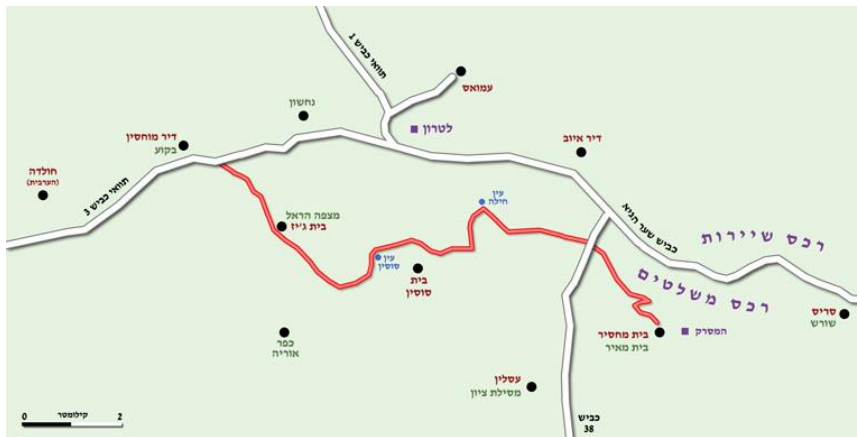 תוואי כביש 1
עמואס
נחשון
לטרון
דיר מוחסין
בקוע
דיר איוב
חולדה
(הערבית)
תוואי כביש 3
עין
חילה
מצפה הראל
בית ג'יז
כביש שער הגיא
רכס שיירות
עין
סוסין
בית
סוסין
רכס משלטים
סריס
שורש
כפר
אוריה
בית מחסיר
בית מאיר
המסרק
עסלין
מסילת ציון
כביש
38
0 קילומטר 2